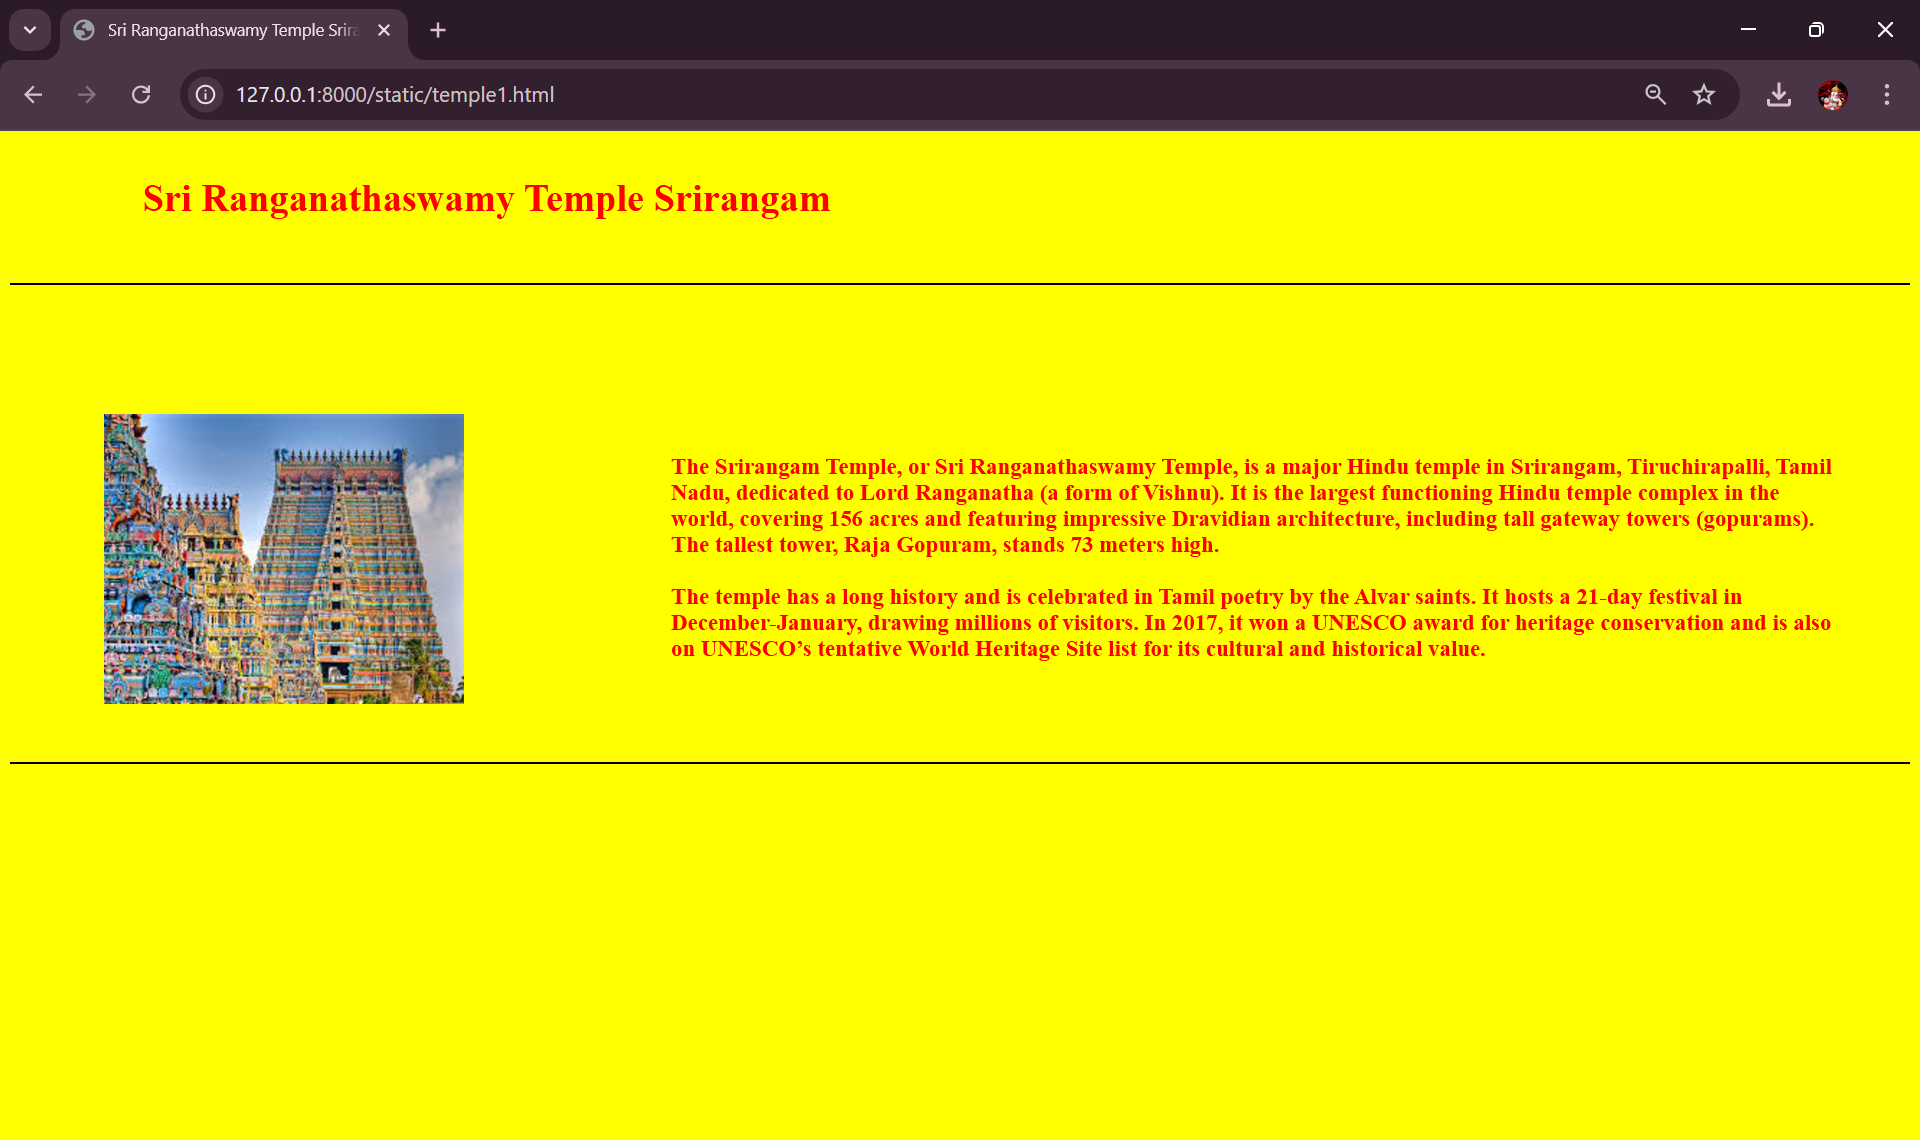 Sri Ranganathaswamy Temple Srira
127.0.0.1:8000/static/temple1.html
Sri Ranganathaswamy Temple Srirangam
The Srirangam Temple, or Sri Ranganathaswamy Temple, is a major Hindu temple in Srirangam, Tiruchirapalli, Tamil
Nadu, dedicated to Lord Ranganatha (a form of Vishnu). It is the largest functioning Hindu temple complex in the
world, covering 156 acres and featuring impressive Dravidian architecture, including tall gateway towers (gopurams).
The tallest tower, Raja Gopuram, stands 73 meters high.
The temple has a long history and is celebrated in Tamil poetry by the Alvar saints. It hosts a 21-day festival in
December-January, drawing millions of visitors. In 2017, it won a UNESCO award for heritage conservation and is also
on UNESCO’s tentative World Heritage Site list for its cultural and historical value.